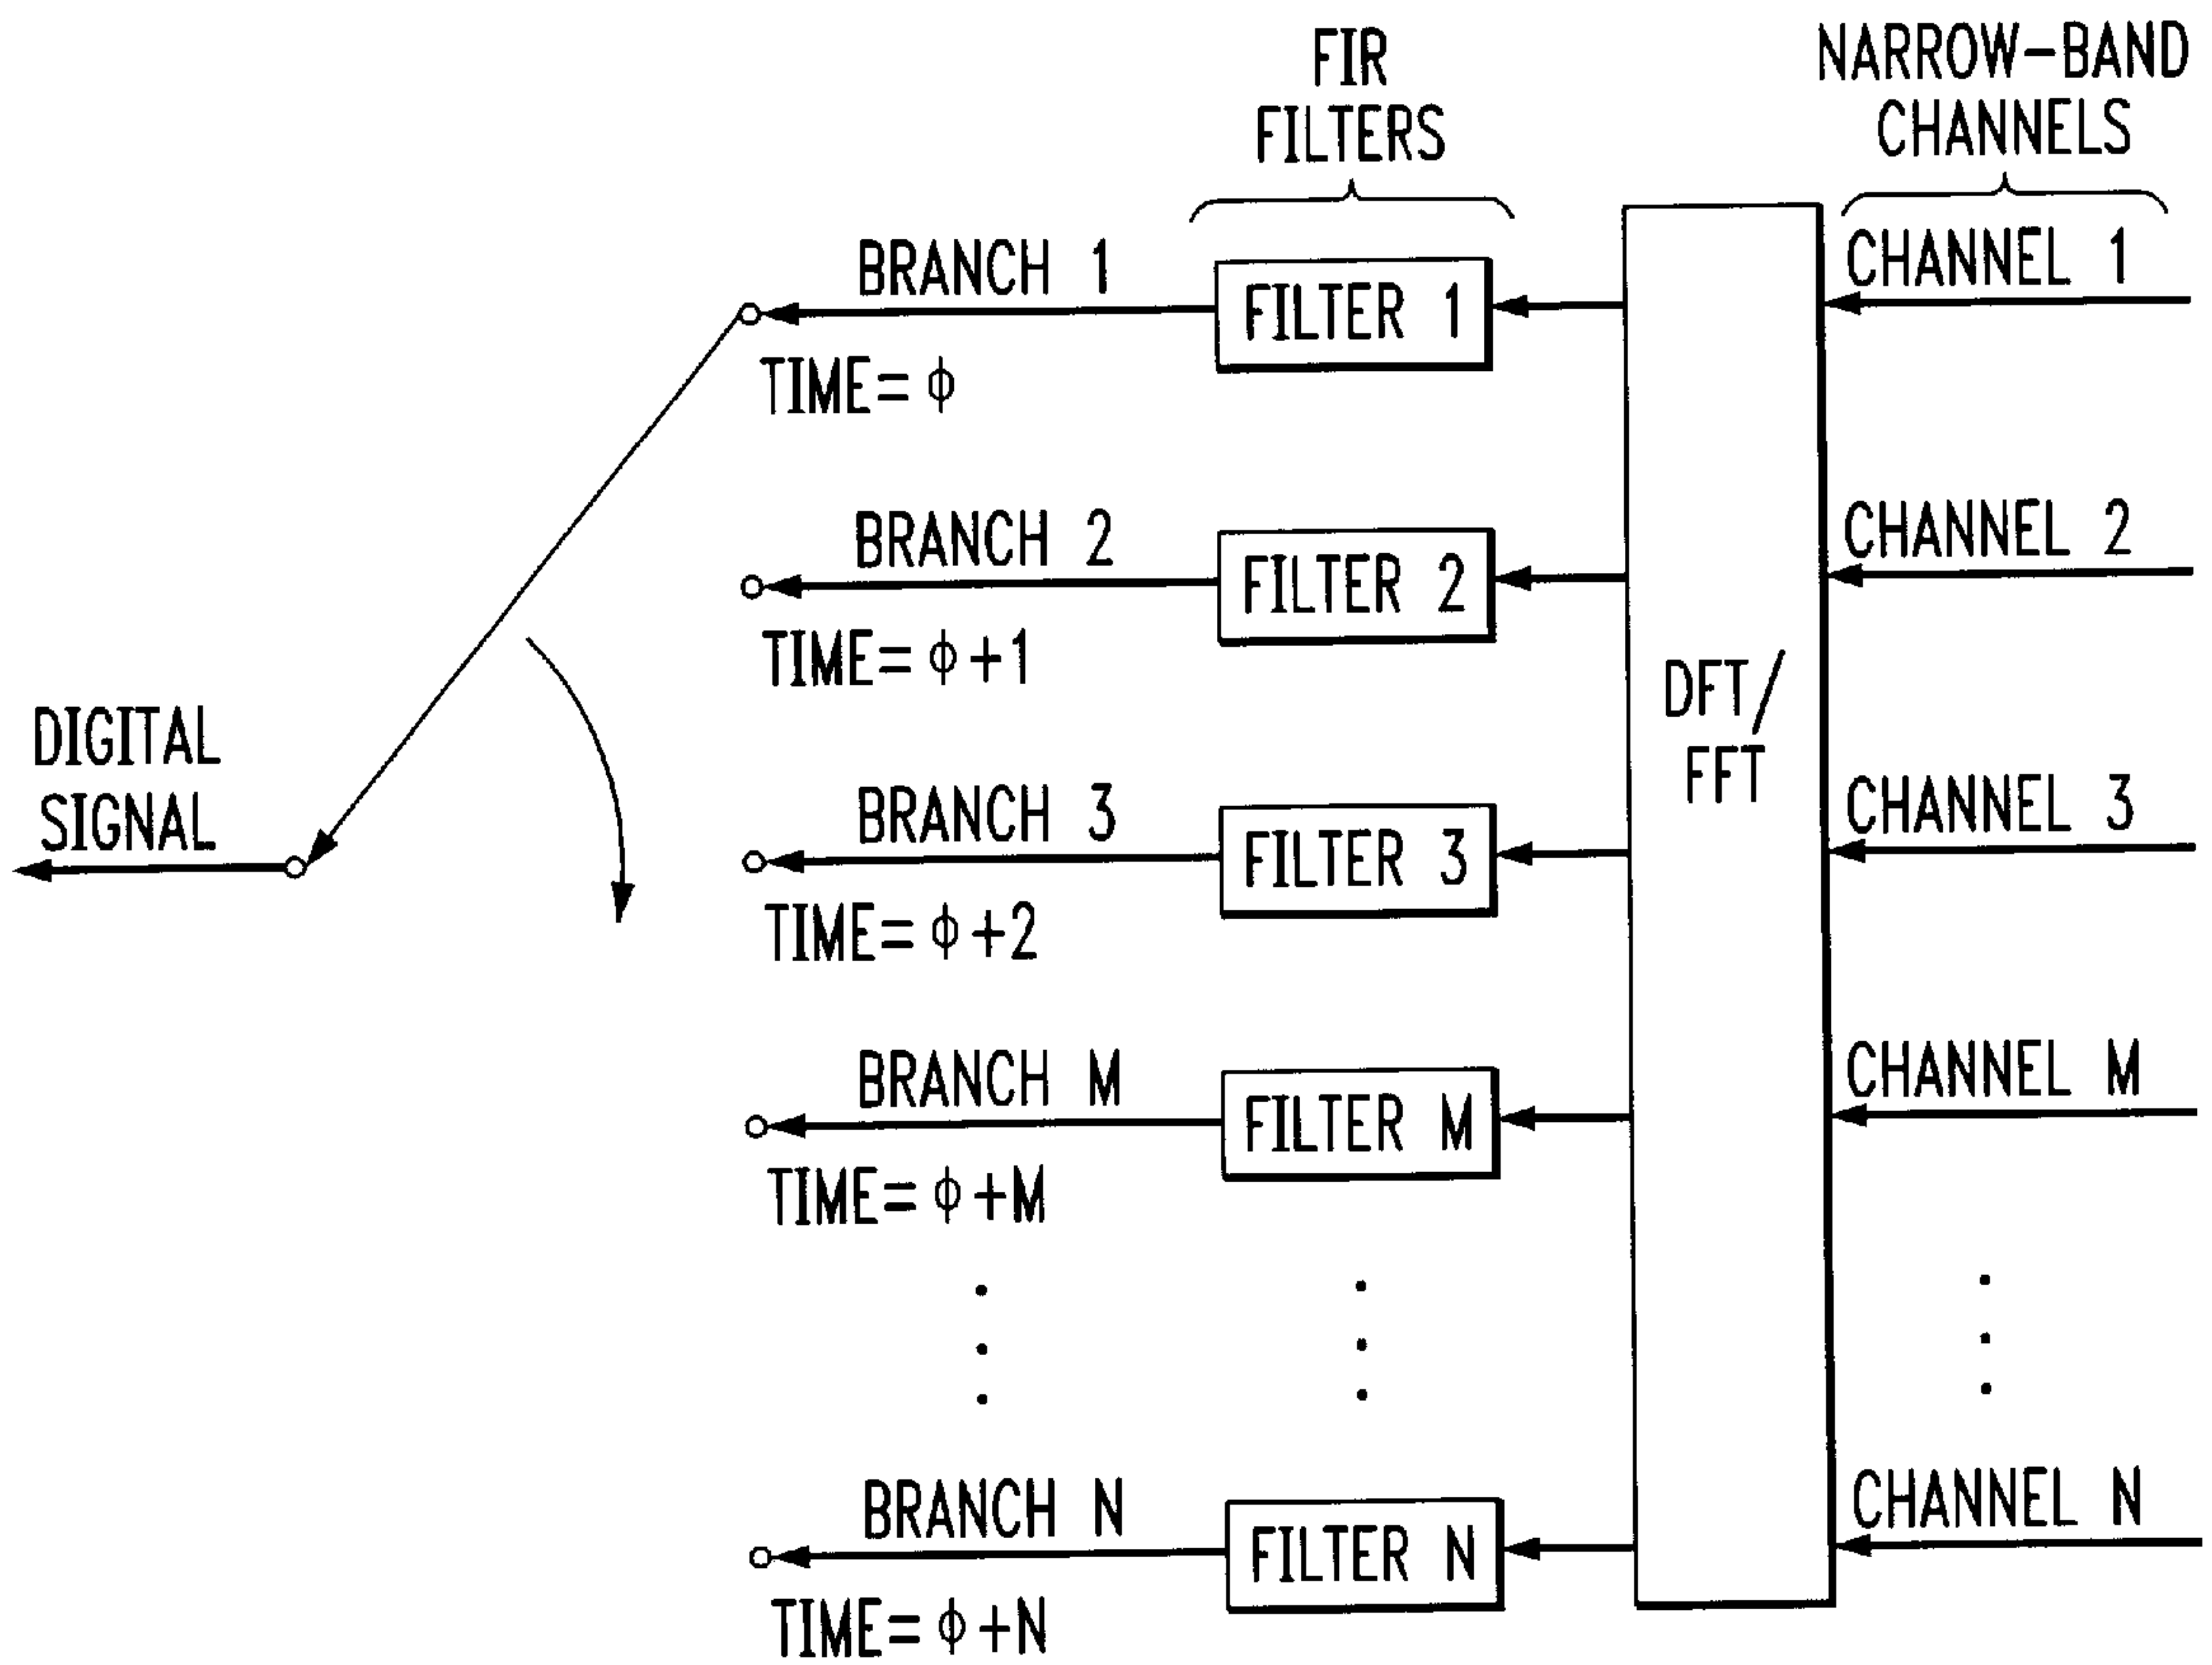 FIR
FILTERS
NARROW-BAND
CHANNELS
BRANCH 1
FILTER 1
CHANNEL 1
TIME= ϕ
BRANCH 2
FILTER 2
CHANNEL 2
TIME= ϕ+1
DFT/
FFT
DIGITAL
SIGNAL
BRANCH 3
FILTER 3
CHANNEL 3
TIME= ϕ+2
BRANCH M
FILTER M
CHANNEL M
TIME= ϕ+M
BRANCH N
FILTER N
CHANNEL N
TIME= ϕ+N